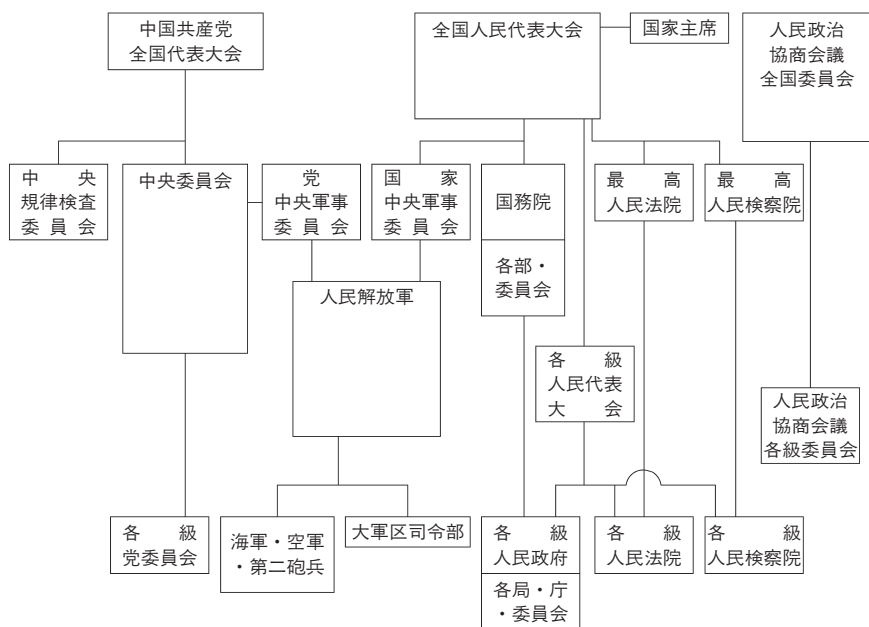 中国共産党
全国代表大会
全国人民代表大会
国家主席
人民政治
協商会議
全国委員会
中央
規律検査
委員会
中央委員会
党
中央軍事
委員会
国家
中央軍事
委員会
国務院
各部・
委員会
最高
人民法院
最高
人民検察院
人民解放軍
各級
人民代表
大会
人民政治
協商会議
各級委員会
各級
党委員会
海軍・空軍
・第二砲兵
大軍区司令部
各級
人民政府
各局・庁
・委員会
各級
人民法院
各級
人民検察院